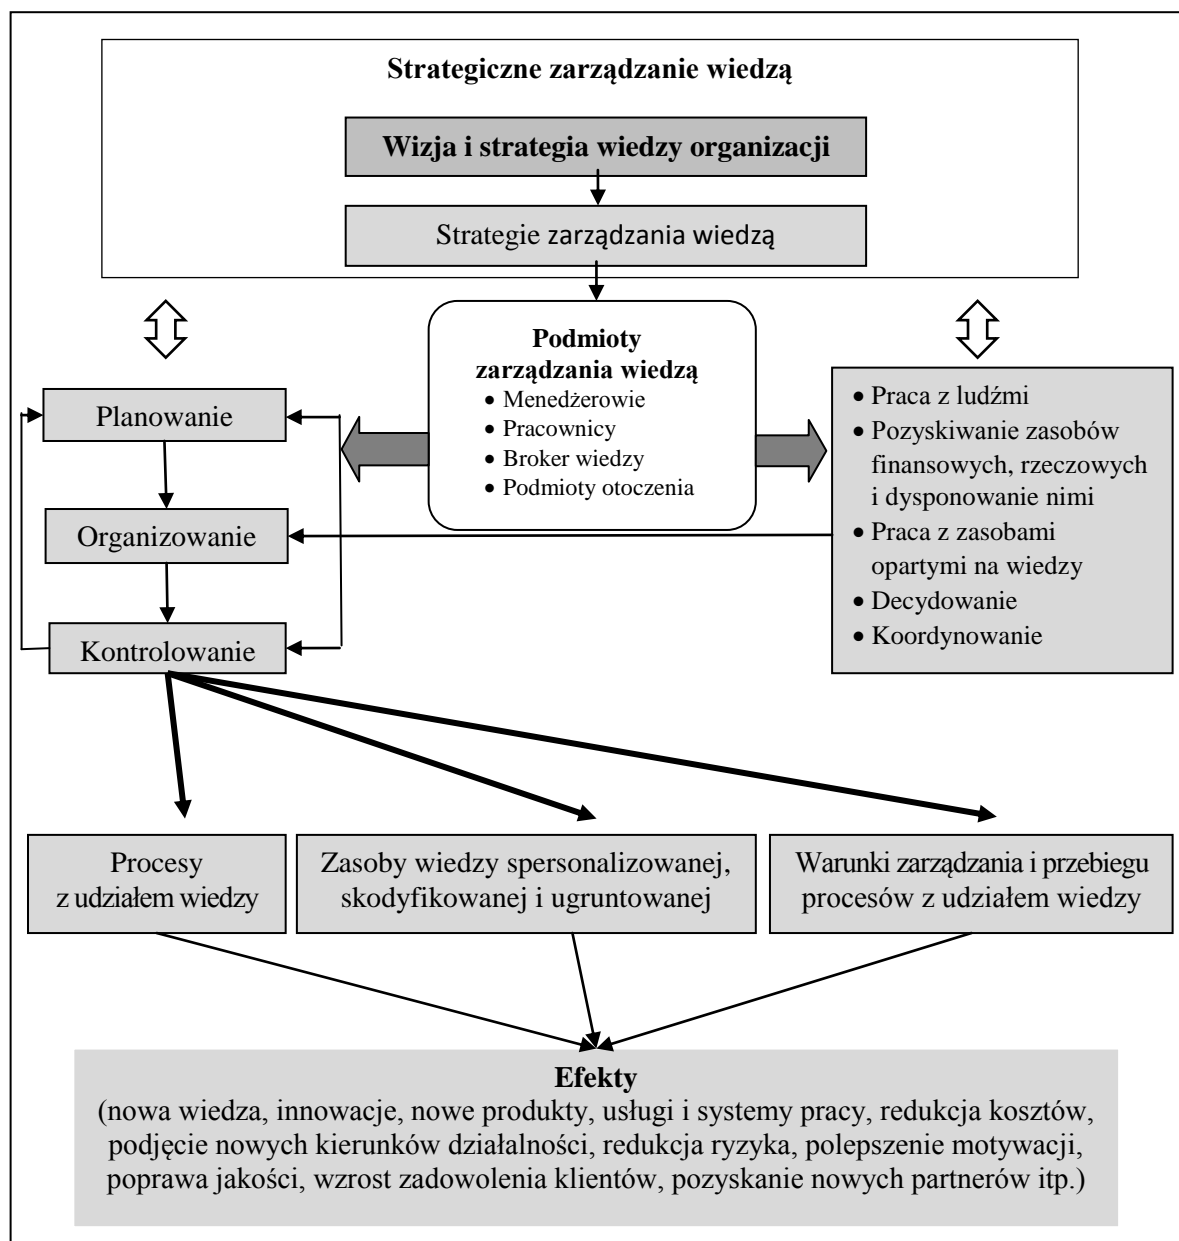 Strategiczne zarządzanie wiedzą
Wizja i strategia wiedzy organizacji
Strategie zarządzania wiedzą
Podmioty
zarządzania wiedzą
• Menedżerowie
• Pracownicy
• Broker wiedzy
• Podmioty otoczenia
Planowanie
Organizowanie
Kontrolowanie
• Praca z ludźmi
• Pozyskiwanie zasobów
finansowych, rzeczowych
i dysponowanie nimi
• Praca z zasobami
opartymi na wiedzy
• Decydowanie
• Koordynowanie
Procesy
z udziałem wiedzy
Zasoby wiedzy spersonalizowanej,
skodyfikowanej i ugruntowanej
Warunki zarządzania i przebiegu
procesów z udziałem wiedzy
Efekty
(nowa wiedza, innowacje, nowe produkty, usługi i systemy pracy, redukcja kosztów,
podjęcie nowych kierunków działalności, redukcja ryzyka, polepszenie motywacji,
poprawa jakości, wzrost zadowolenia klientów, pozyskanie nowych partnerów itp.)